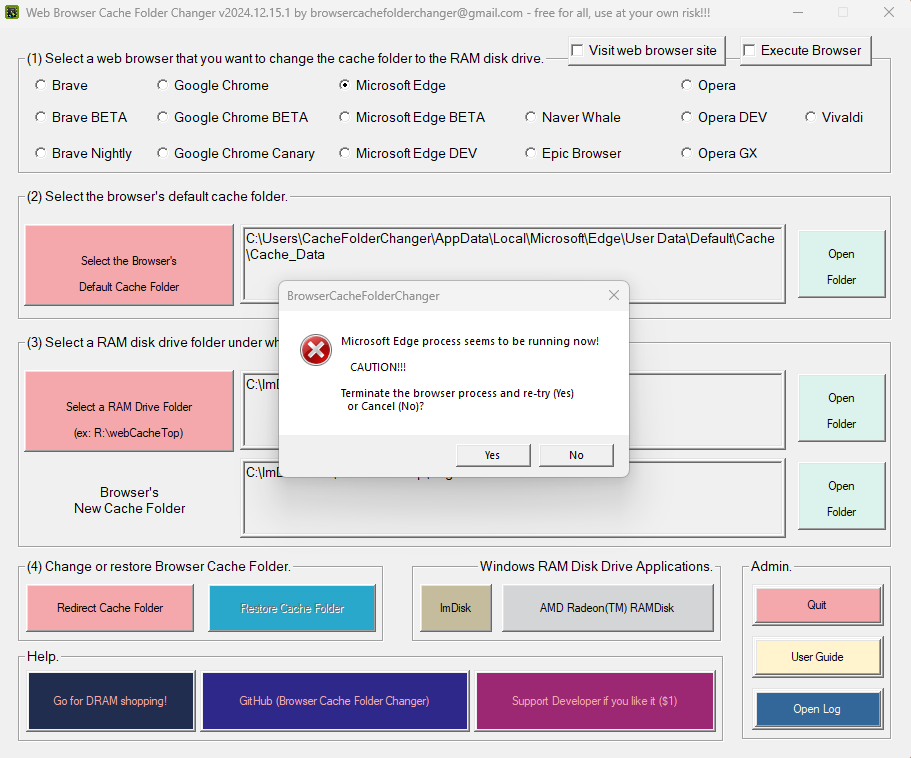 Web Browser Cache Folder Changer v2024.12.15.1 by browsercachefolderchanger@gmail.com - free for all, use at your own risk!!!
(1) Select a web browser that you want to change the cache folder to the RAM disk drive.
Visit web browser site
Execute Browser
Brave
Google Chrome
Microsoft Edge
Opera
Brave BETA
Google Chrome BETA
Microsoft Edge BETA
Naver Whale
Opera DEV
Vivaldi
Brave Nightly
Google Chrome Canary
Microsoft Edge DEV
Epic Browser
Opera GX
(2) Select the browser's default cache folder.
Select the Browser's
Default Cache Folder
C:\Users\CacheFolderChanger\AppData\Local\Microsoft\Edge\User Data\Default\Cache
\Cache_Data
Open
Folder
BrowserCacheFolderChanger
Microsoft Edge process seems to be running now!
CAUTION!!!
Terminate the browser process and re-try (Yes)
or Cancel (No)?
Yes
No
(3) Select a RAM disk drive folder under
Select a RAM Drive Folder
(ex: R:\webCacheTop)
Open
Folder
Browser's
New Cache Folder
Open
Folder
(4) Change or restore Browser Cache Folder.
Redirect Cache Folder
Restore Cache Folder
Windows RAM Disk Drive Applications.
ImDisk
AMD Radeon(TM) RAMDisk
Admin.
Quit
User Guide
Open Log
Help.
Go for DRAM shopping!
GitHub (Browser Cache Folder Changer)
Support Developer if you like it ($1)